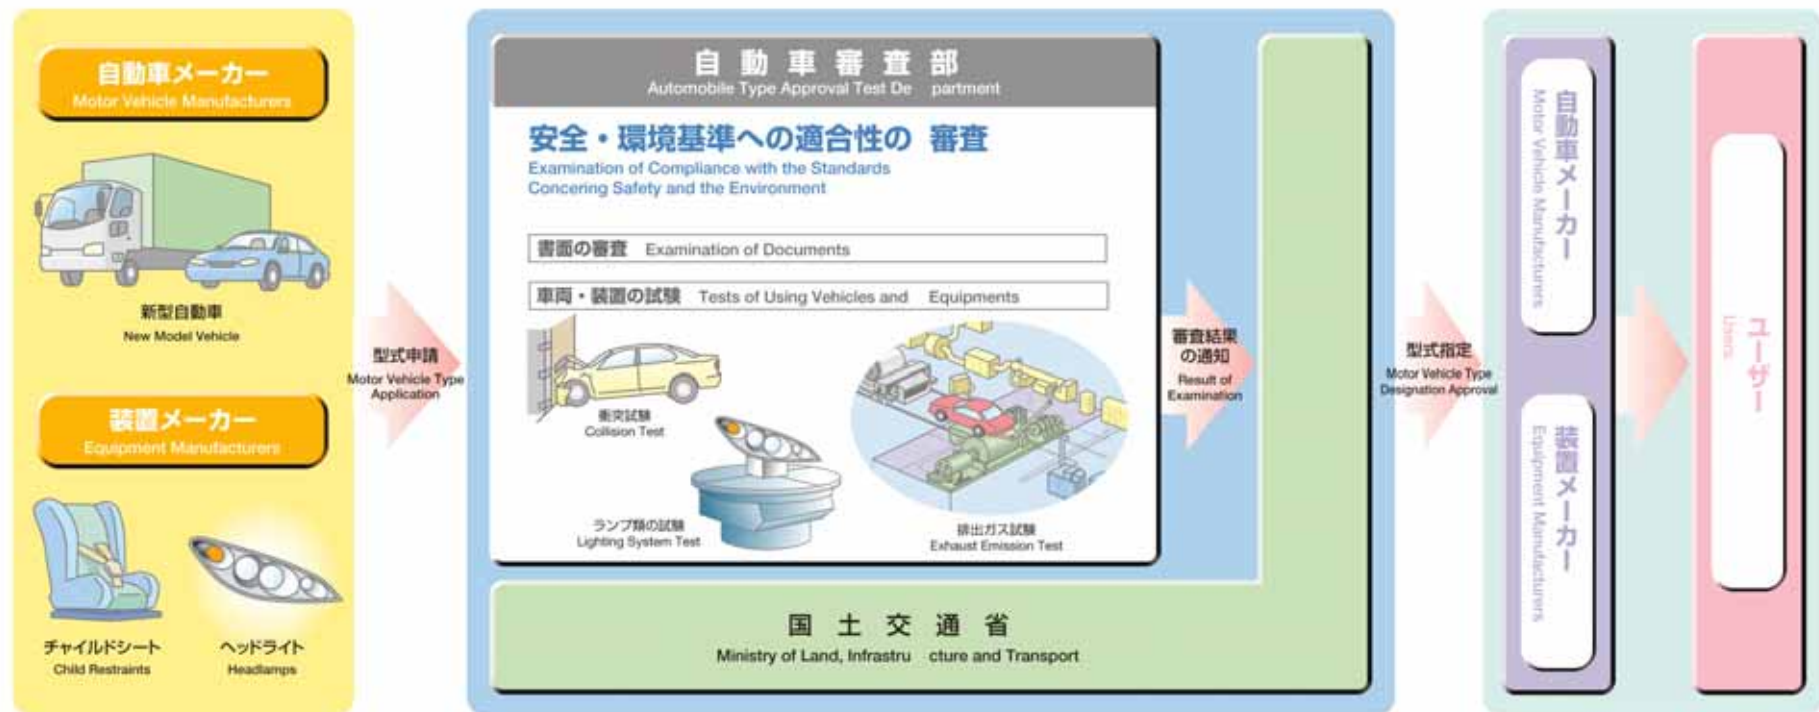 自動車メーカー
Motor Vehicle Manufacturers
新型自動車
New Model Vehicle
装置メーカー
Equipment Manufacturers
チャイルドシート
Child Restraints
ヘッドライト
Headlamps
型式申請
Motor Vehicle Type
Application
自動車審査部
Automobile Type Approval Test De partment
安全・環境基準への適合性の 審査
Examination of Compliance with the Standards
Concering Safety and the Environment
書面の審査 Examination of Documents
車両・装置の試験 Tests of Using Vehicles and Equipments
衝突試験
Collision Test
ランプ類の試験
Lighting System Test
排出ガス試験
Exhaust Emission Test
審査結果
の通知
Result of
Examination
国土交通省
Ministry of Land, Infrastru cture and Transport
型式指定
Motor Vehicle Type
Designation Approval
自動車メーカー
Motor Vehicle Manufacturers
装置メーカー
Equipment Manufacturers
ユーザー
Users